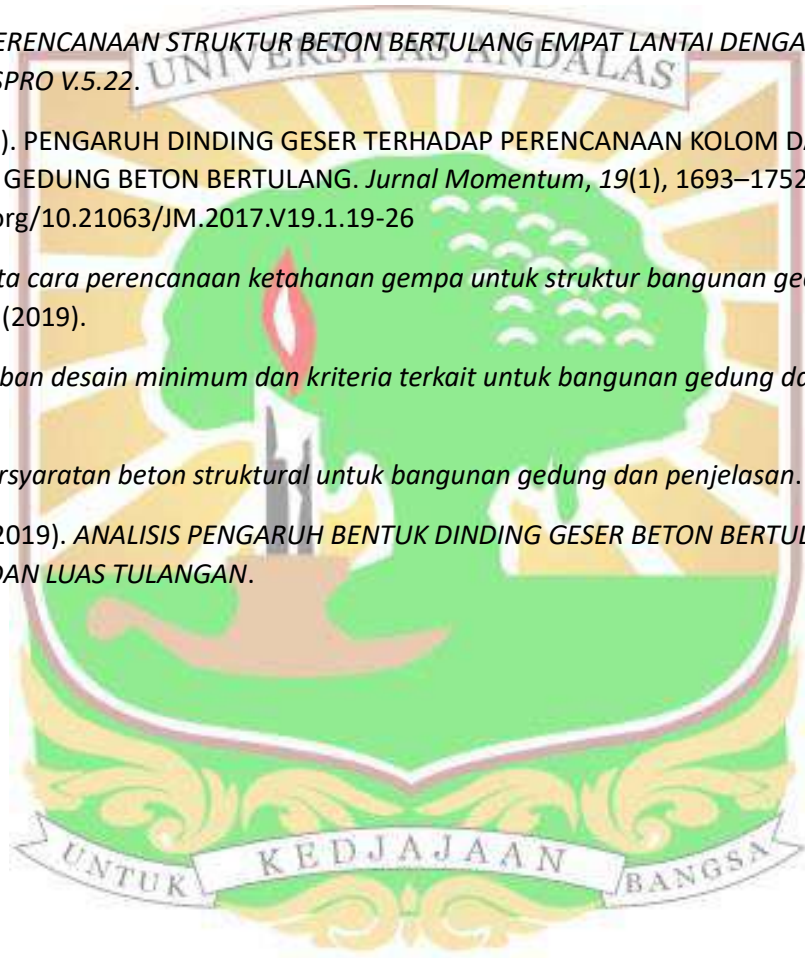 ERENCANAAN STRUKTUR BETON BERTULANG EMPAT LANTAI DENGA
SPRO V.5.22.
UNIVERSITAS ANDALAS
). PENGARUH DINDING GESER TERHADAP PERENCANAAN KOLOM DA
GEDUNG BETON BERTULANG. Jurnal Momentum, 19(1), 1693–1752
org/10.21063/JM.2017.V19.1.19-26
ta cara perencanaan ketahanan gempa untuk struktur bangunan ged
(2019).
ban desain minimum dan kriteria terkait untuk bangunan gedung da
rsyaratan beton struktural untuk bangunan gedung dan penjelasan.
2019). ANALISIS PENGARUH BENTUK DINDING GESER BETON BERTUL
DAN LUAS TULANGAN.
UNTUK KEDJAJAAN BANGSA